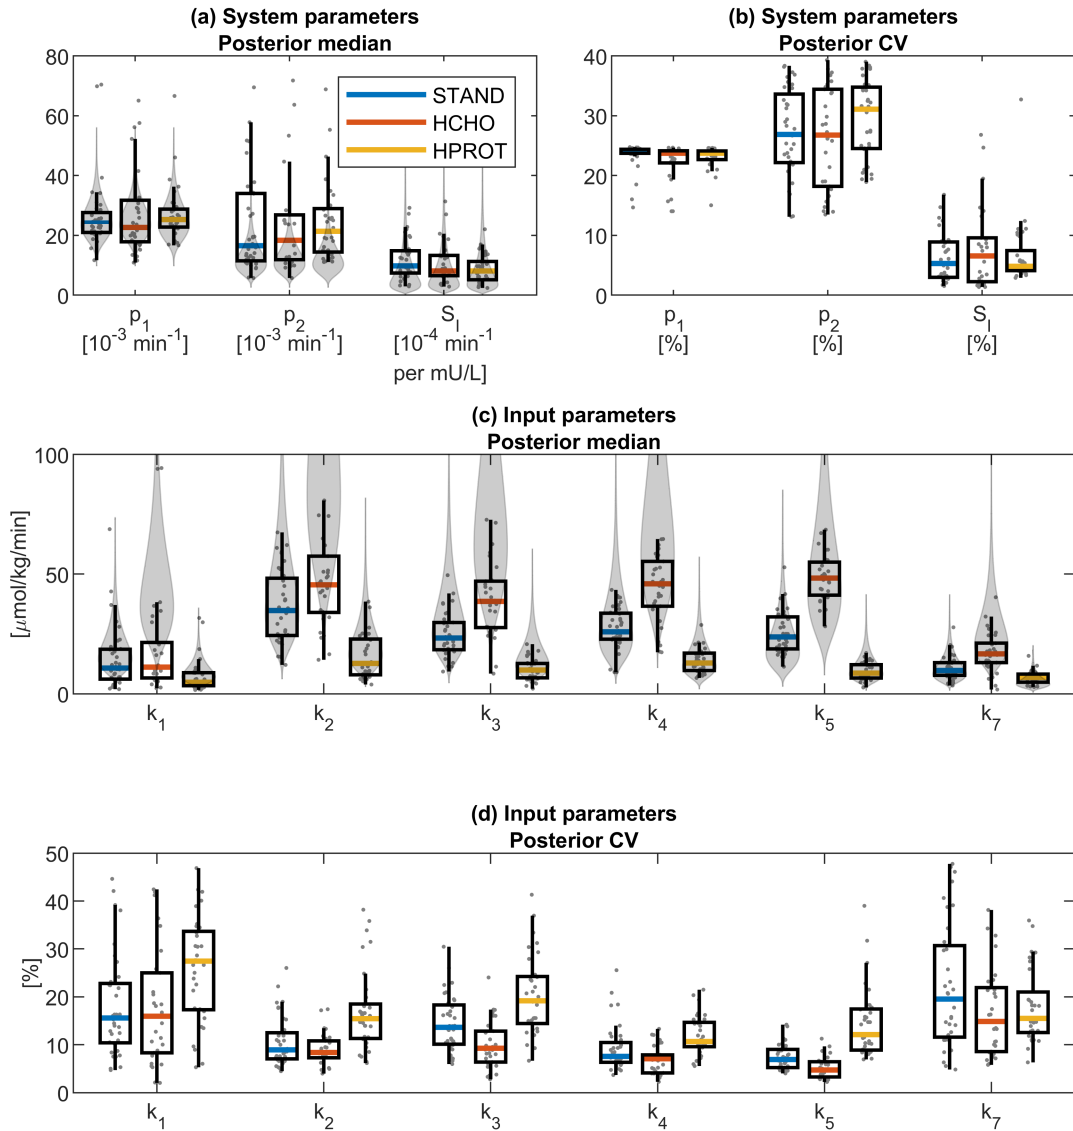 (a) System parameters
Posterior median
80
60
40
20
0
STAND
HCHO
HPROT
p1
[10-3 min-1]
p2
[10-3 min-1]
SI
[10-4 min-1
per mU/L]
(b) System parameters
Posterior CV
40
30
20
10
0
p1
[%]
p2
[%]
SI
[%]
(c) Input parameters
Posterior median
[μmol/kg/min]
100
50
0
k1
k2
k3
k4
k5
k7
(d) Input parameters
Posterior CV
[%]
50
40
30
20
10
0
k1
k2
k3
k4
k5
k7